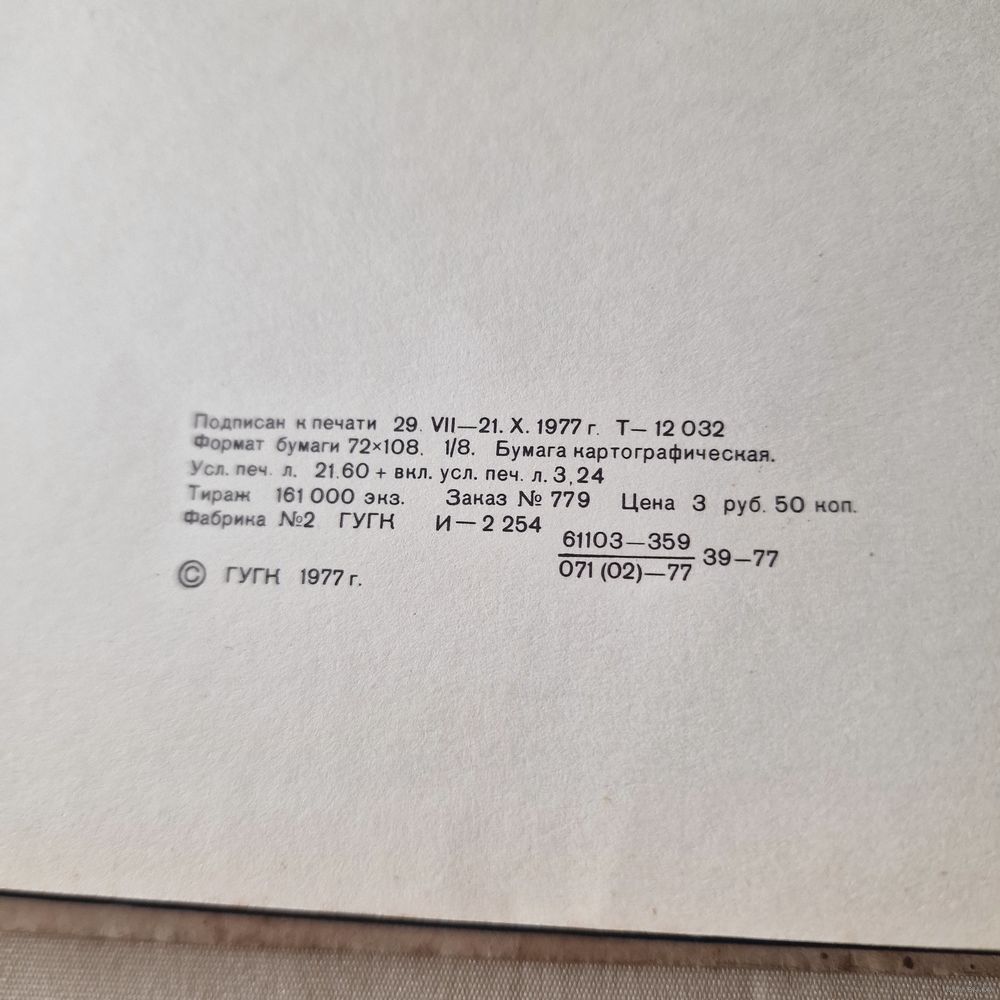 Подписан к печати 29. VII—21. X. 1977 г. Т— 12 032
Формат бумаги 72×108. 1/8. Бумага картографическая.
Усл. печ. л. 21.60 + вкл. усл. печ. л. 3,24
Тираж 161 000 экз. Заказ № 779 Цена 3 руб. 50 коп.
Фабрика №2 ГУГК И — 2 254
61103—359
071 (02)—77
39—77
© ГУГК 1977 г.